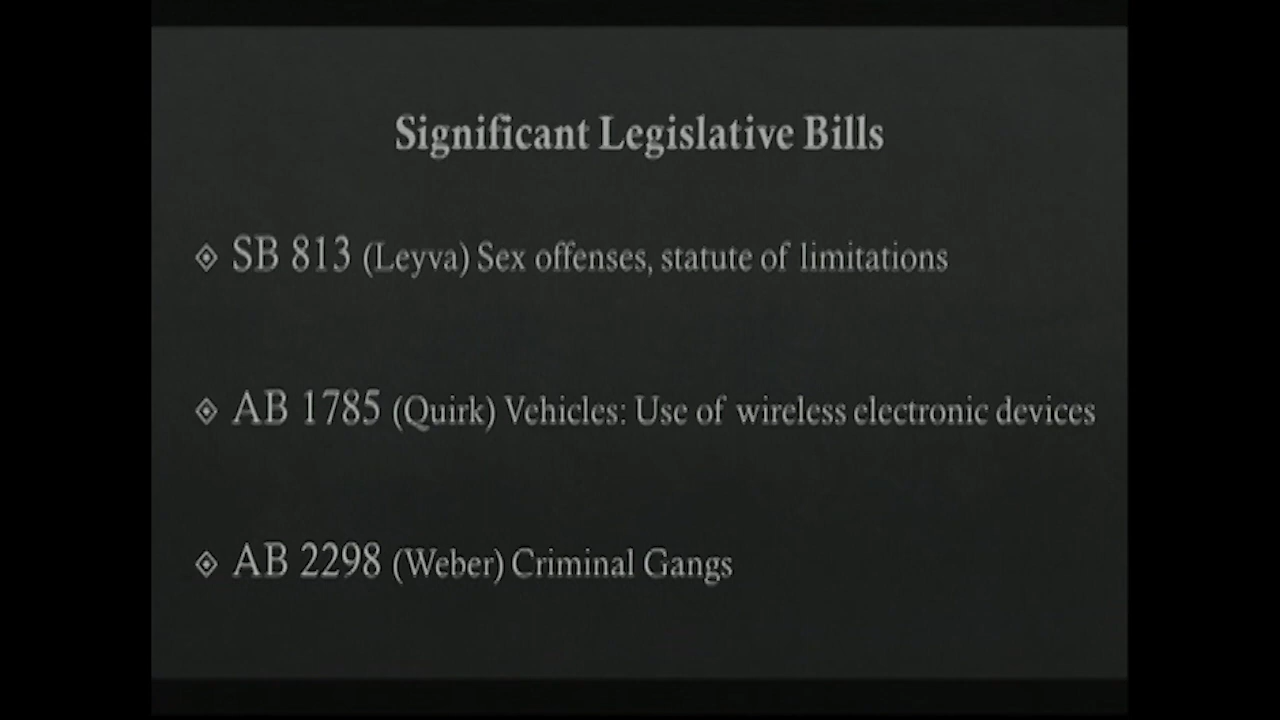 Significant Legislative Bills
SB 813 (Leyva) Sex offenses, statute of limitations
AB 1785 (Quirk) Vehicles: Use of wireless electronic devices
AB 2298 (Weber) Criminal Gangs